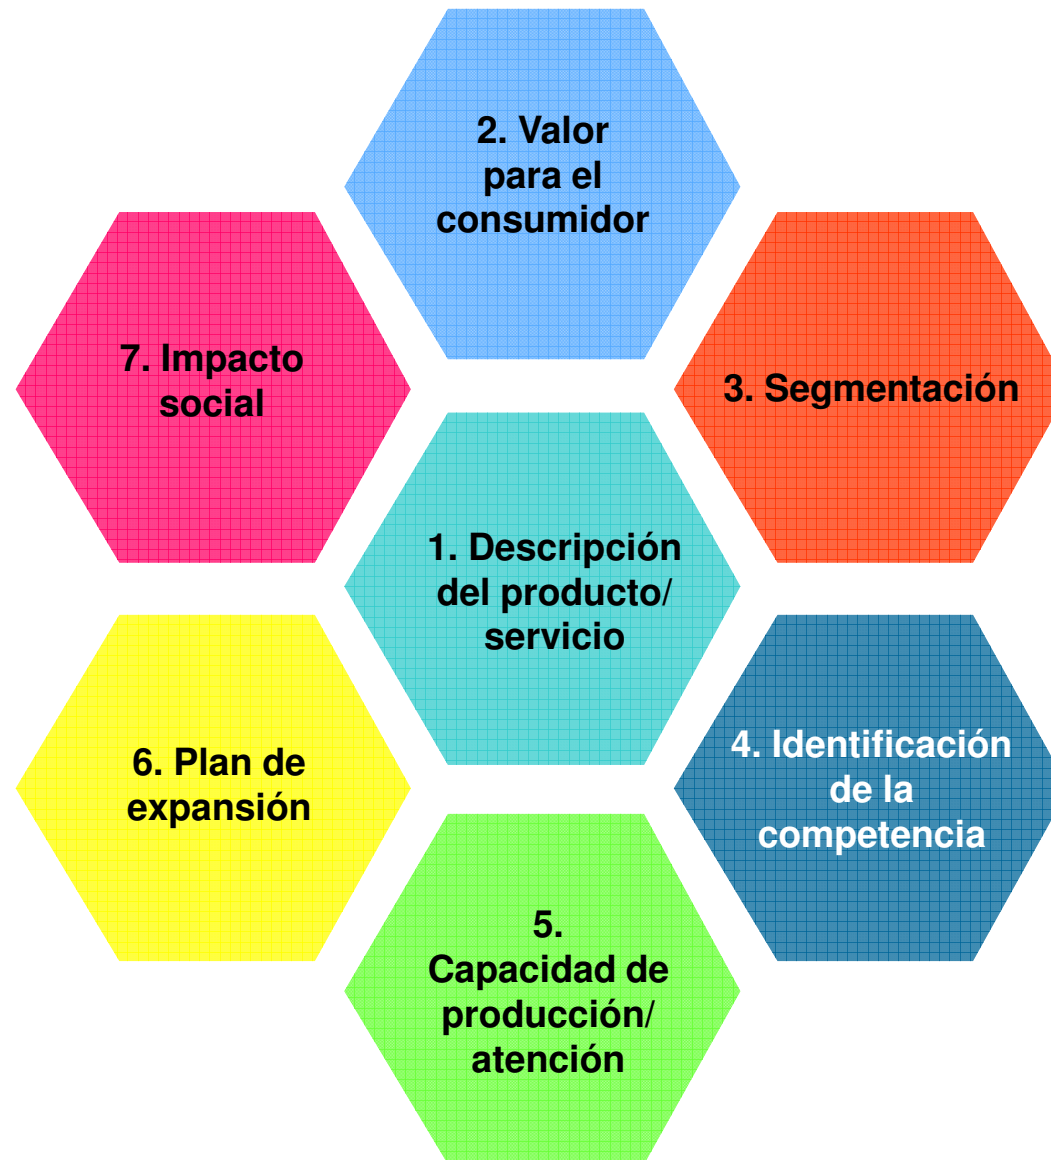 2. Valor
para el
consumidor
7. Impacto
social
3. Segmentación
1. Descripción
del producto/
servicio
6. Plan de
expansión
4. Identificación
de la
competencia
5.
Capacidad de
producción/
atención